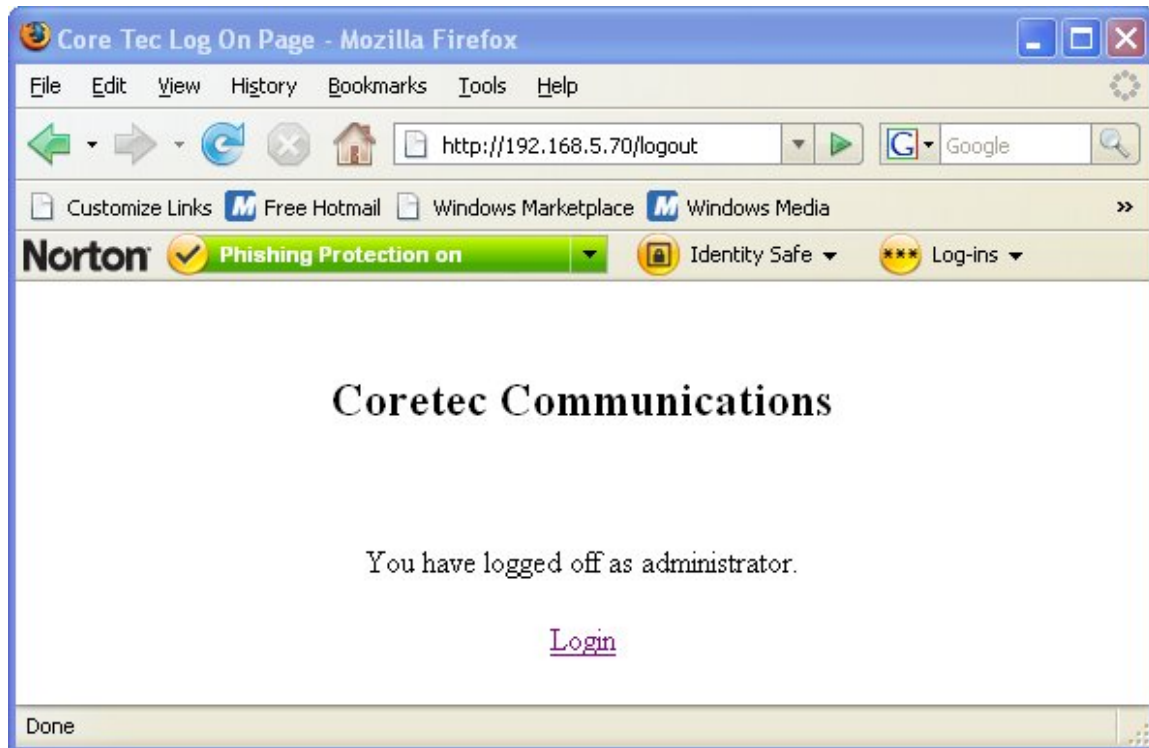 Core Tec Log On Page - Mozilla Firefox
File Edit View History Bookmarks Tools Help
http://192.168.5.70/logout G Google
Customize Links M Free Hotmail Windows Marketplace M Windows Media »
Norton Phishing Protection on Identity Safe *** Log-ins
Coretec Communications
You have logged off as administrator.
Login
Done